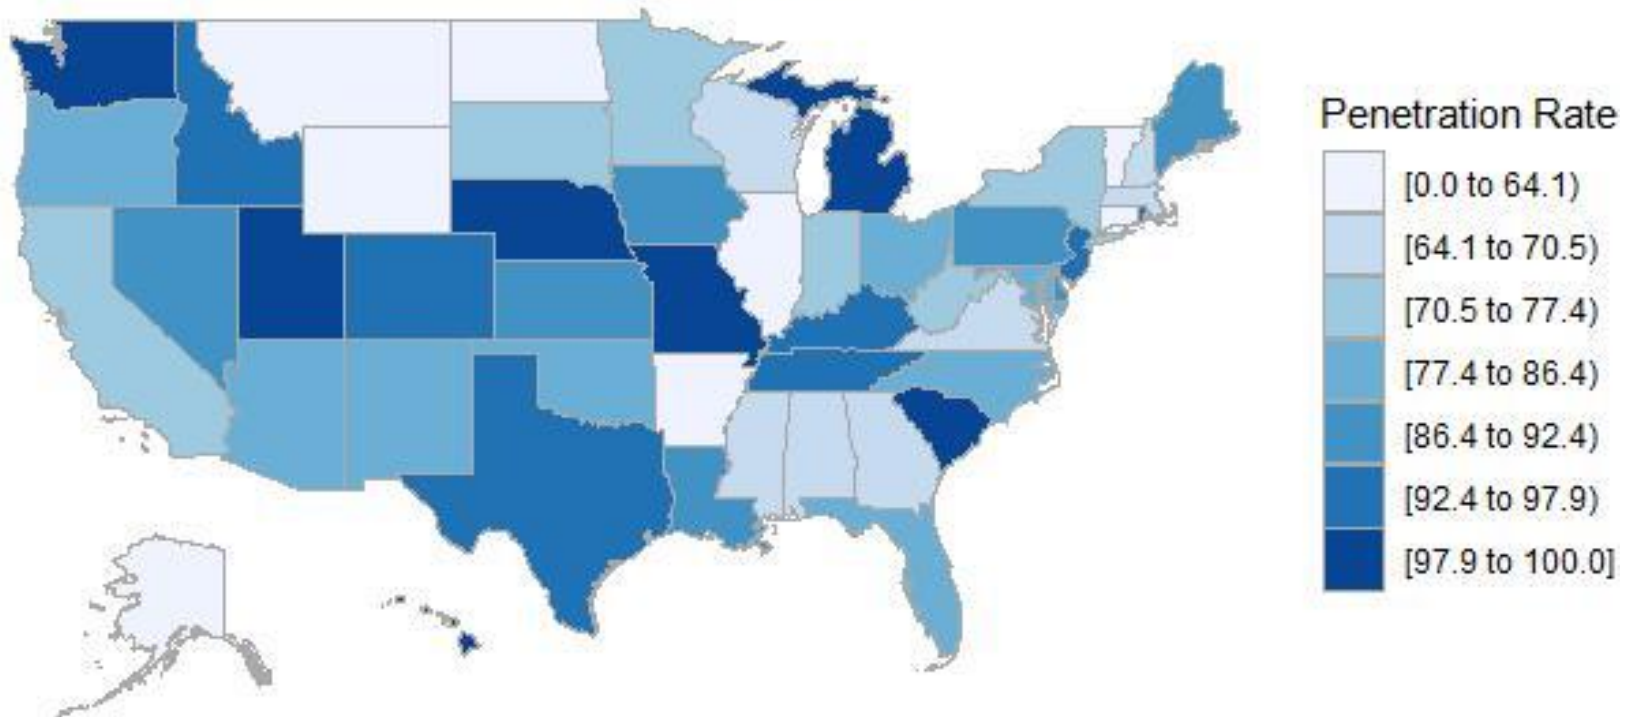 Penetration Rate
[0.0 to 64.1)
[64.1 to 70.5)
[70.5 to 77.4)
[77.4 to 86.4)
[86.4 to 92.4)
[92.4 to 97.9)
[97.9 to 100.0]